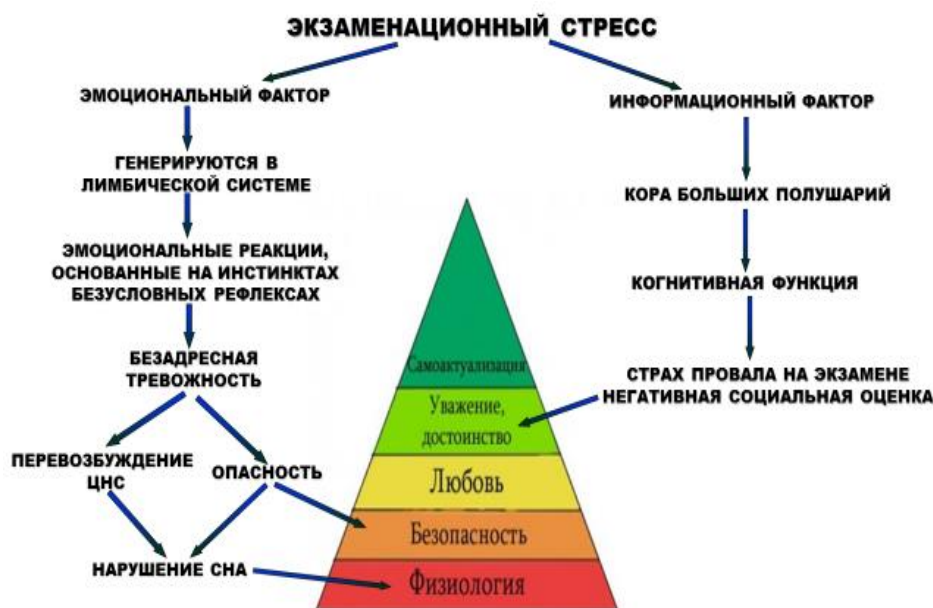 ЭКЗАМЕНАЦИОННЫЙ СТРЕСС
ЭМОЦИОНАЛЬНЫЙ ФАКТОР
ГЕНЕРИРУЮТСЯ В
ЛИМБИЧЕСКОЙ СИСТЕМЕ
ЭМОЦИОНАЛЬНЫЕ РЕАКЦИИ,
ОСНОВАННЫЕ НА ИНСТИНКТАХ
БЕЗУСЛОВНЫХ РЕФЛЕКСАХ
БЕЗАДРЕСНАЯ
ТРЕВОЖНОСТЬ
ПЕРЕВОЗБУЖДЕНИЕ
ЦНС
ОПАСНОСТЬ
НАРУШЕНИЕ СНА
ИНФОРМАЦИОННЫЙ ФАКТОР
КОРА БОЛЬШИХ ПОЛУШАРИЙ
КОГНИТИВНАЯ ФУНКЦИЯ
СТРАХ ПРОВАЛА НА ЭКЗАМЕНЕ
НЕГАТИВНАЯ СОЦИАЛЬНАЯ ОЦЕНКА
Самоактуализация
Уважение,
достоинство
Любовь
Безопасность
Физиология